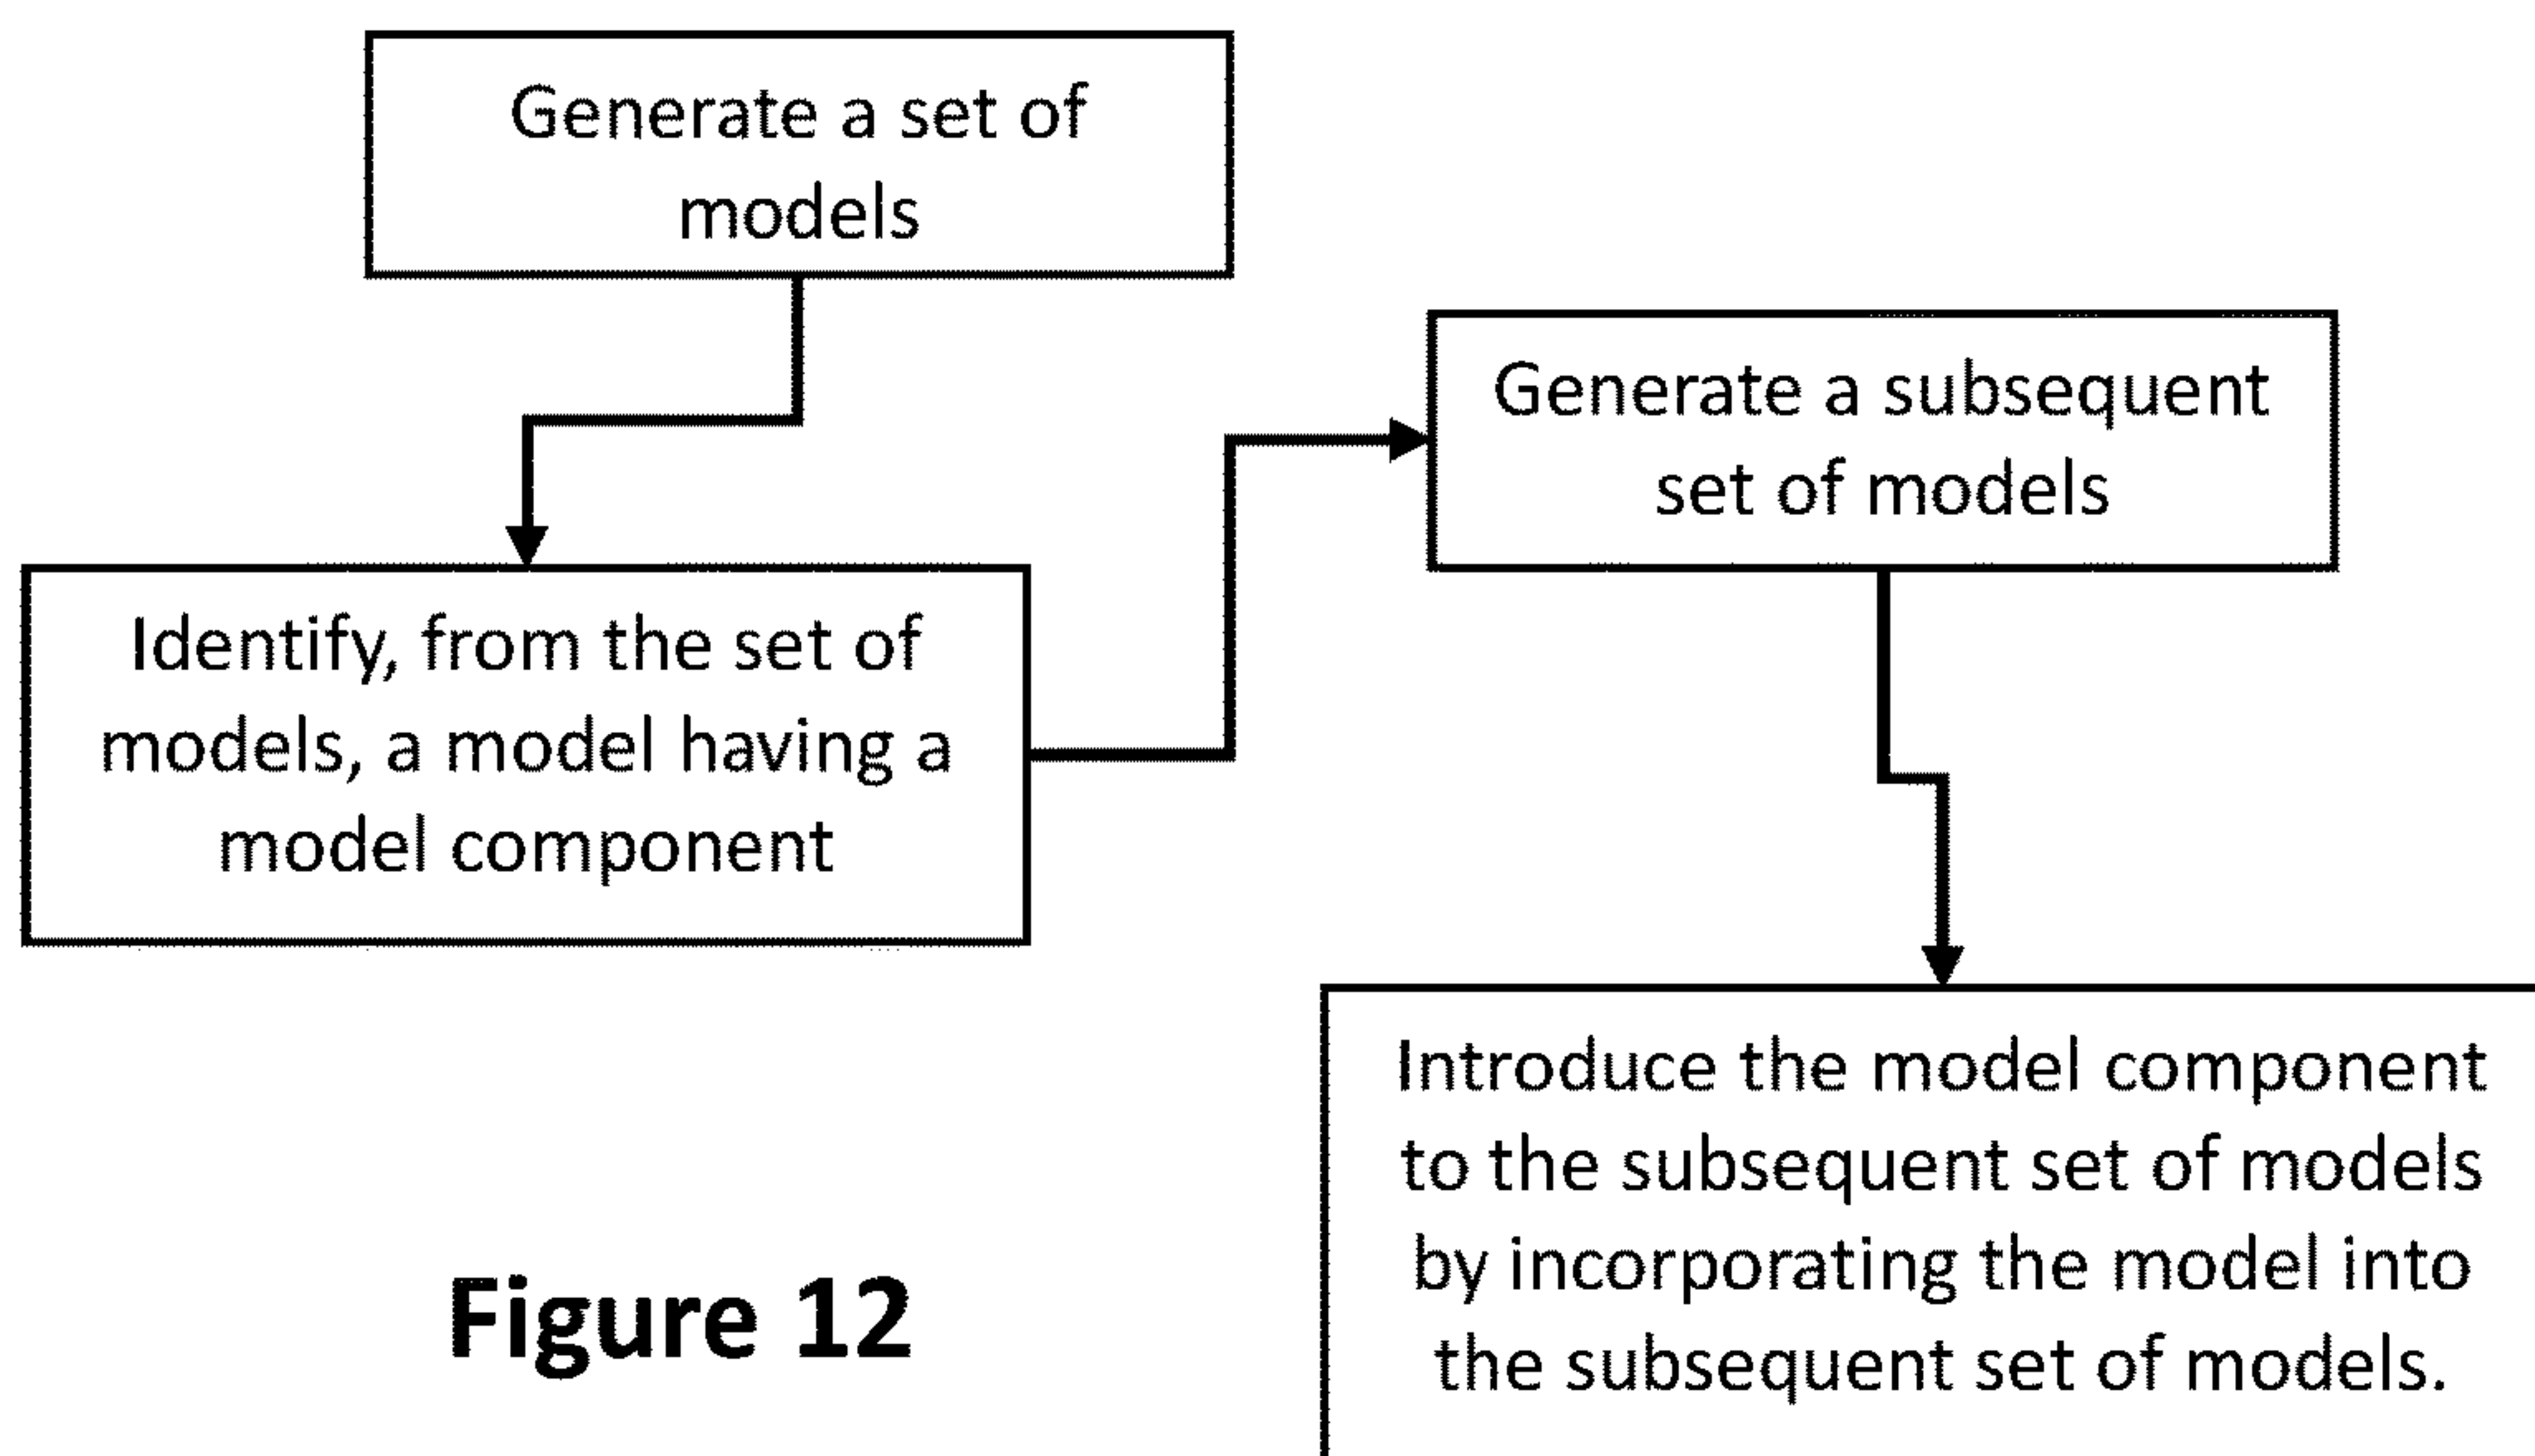 Generate a set of
models
Identify, from the set of
models, a model having a
model component
Generate a subsequent
set of models
Introduce the model component
to the subsequent set of models
by incorporating the model into
the subsequent set of models.
Figure 12